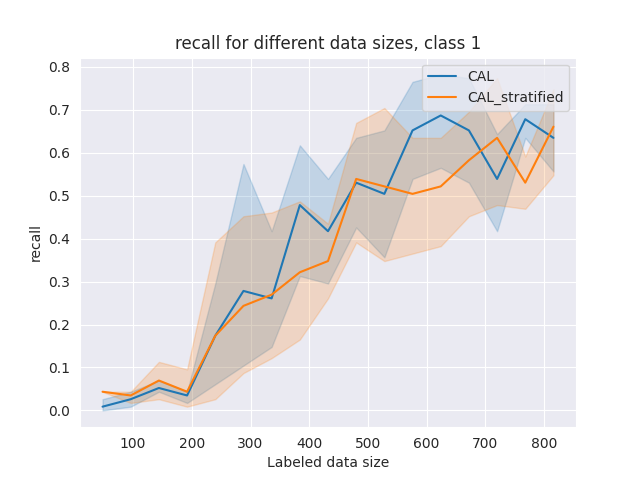 recall for different data sizes, class 1
CAL
CAL_stratified
0.8
0.7
0.6
0.5
0.4
0.3
0.2
0.1
0.0
recall
100 200 300 400 500 600 700 800
Labeled data size